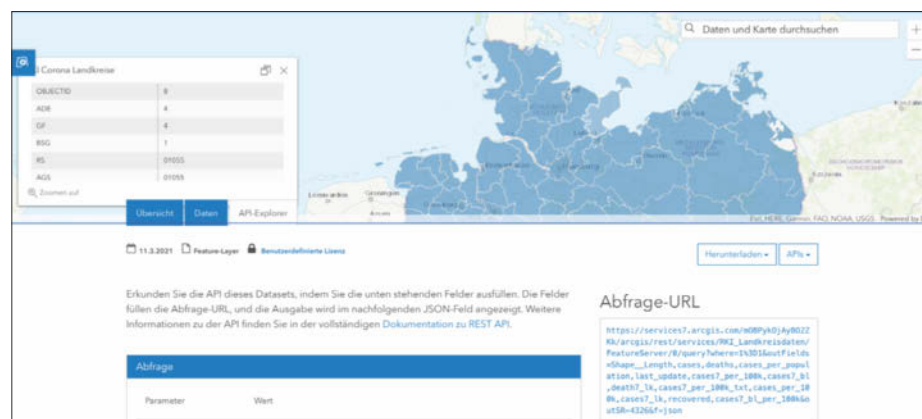 Daten und Karte durchsuchen
Corona Landkreise
OBJECTID 9
ADE 4
GF 4
BSG 1
RS 01055
AGS 01055
Zoomen auf
Übersicht Daten API-Explorer
Esri, HERE, Garmin, FAO, NOAA, USGS Powered by
11.3.2021 Feature-Layer Benutzerdefinierte Lizenz
Herunterladen APIs
Erkunden Sie die API dieses Datasets, indem Sie die unten stehenden Felder ausfüllen. Die Felder
füllen die Abfrage-URL, und die Ausgabe wird im nachfolgenden JSON-Feld angezeigt. Weitere
Informationen zu der API finden Sie in der vollständigen Dokumentation zu REST API.
Abfrage
Parameter Wert
Abfrage-URL
https://services7.arcgis.com/mOBPykOjAyBO2Z
Kk/arcgis/rest/services/RKI_Landkreisdaten/
FeatureServer/0/query?where=1%3D1&outFields
=Shape__Length,cases,deaths,cases_per_popul
ation,last_update,cases7_per_100k,cases7_bl
,death7_lk,cases7_per_100k_txt,cases_per_10
0k,cases7_lk,recovered,cases7_bl_per_100k&o
utSR=4326&f=json